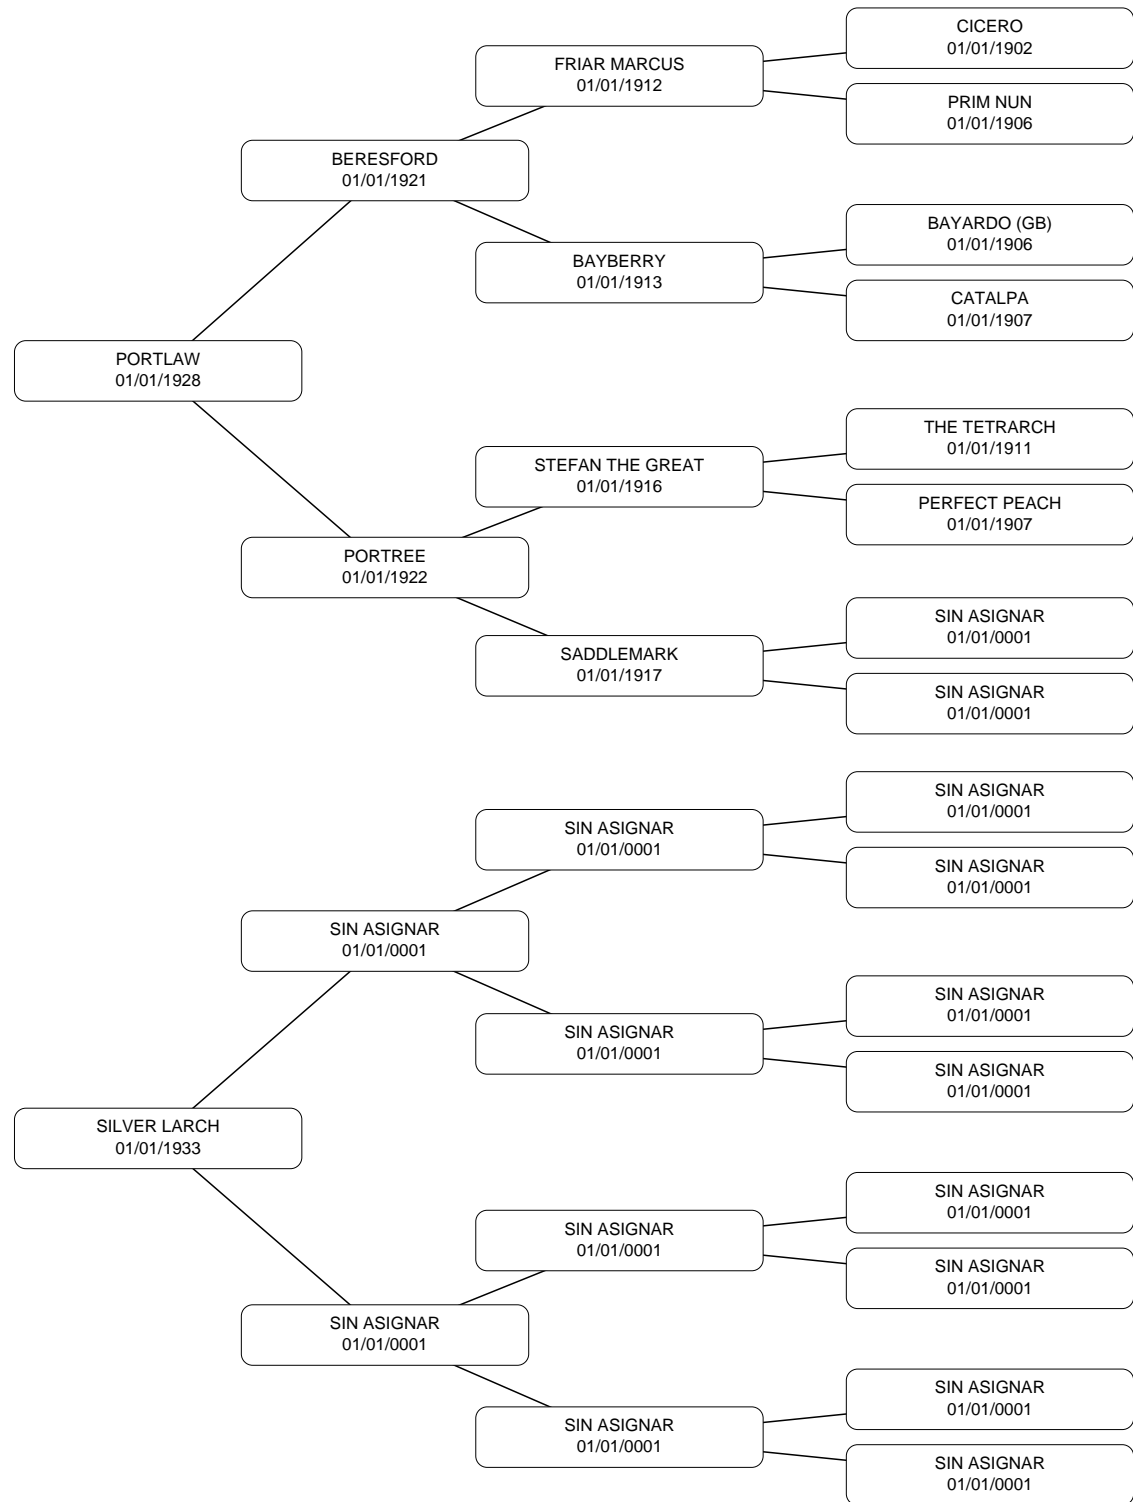 CICERO
01/01/1902
FRIAR MARCUS
01/01/1912
PRIM NUN
01/01/1906
BERESFORD
01/01/1921
BAYARDO (GB)
01/01/1906
BAYBERRY
01/01/1913
CATALPA
01/01/1907
PORTLAW
01/01/1928
THE TETRARCH
01/01/1911
STEFAN THE GREAT
01/01/1916
PERFECT PEACH
01/01/1907
PORTREE
01/01/1922
SIN ASIGNAR
01/01/0001
SADDLEMARK
01/01/1917
SIN ASIGNAR
01/01/0001
SIN ASIGNAR
01/01/0001
SIN ASIGNAR
01/01/0001
SIN ASIGNAR
01/01/0001
SIN ASIGNAR
01/01/0001
SIN ASIGNAR
01/01/0001
SIN ASIGNAR
01/01/0001
SIN ASIGNAR
01/01/0001
SILVER LARCH
01/01/1933
SIN ASIGNAR
01/01/0001
SIN ASIGNAR
01/01/0001
SIN ASIGNAR
01/01/0001
SIN ASIGNAR
01/01/0001
SIN ASIGNAR
01/01/0001
SIN ASIGNAR
01/01/0001
SIN ASIGNAR
01/01/0001